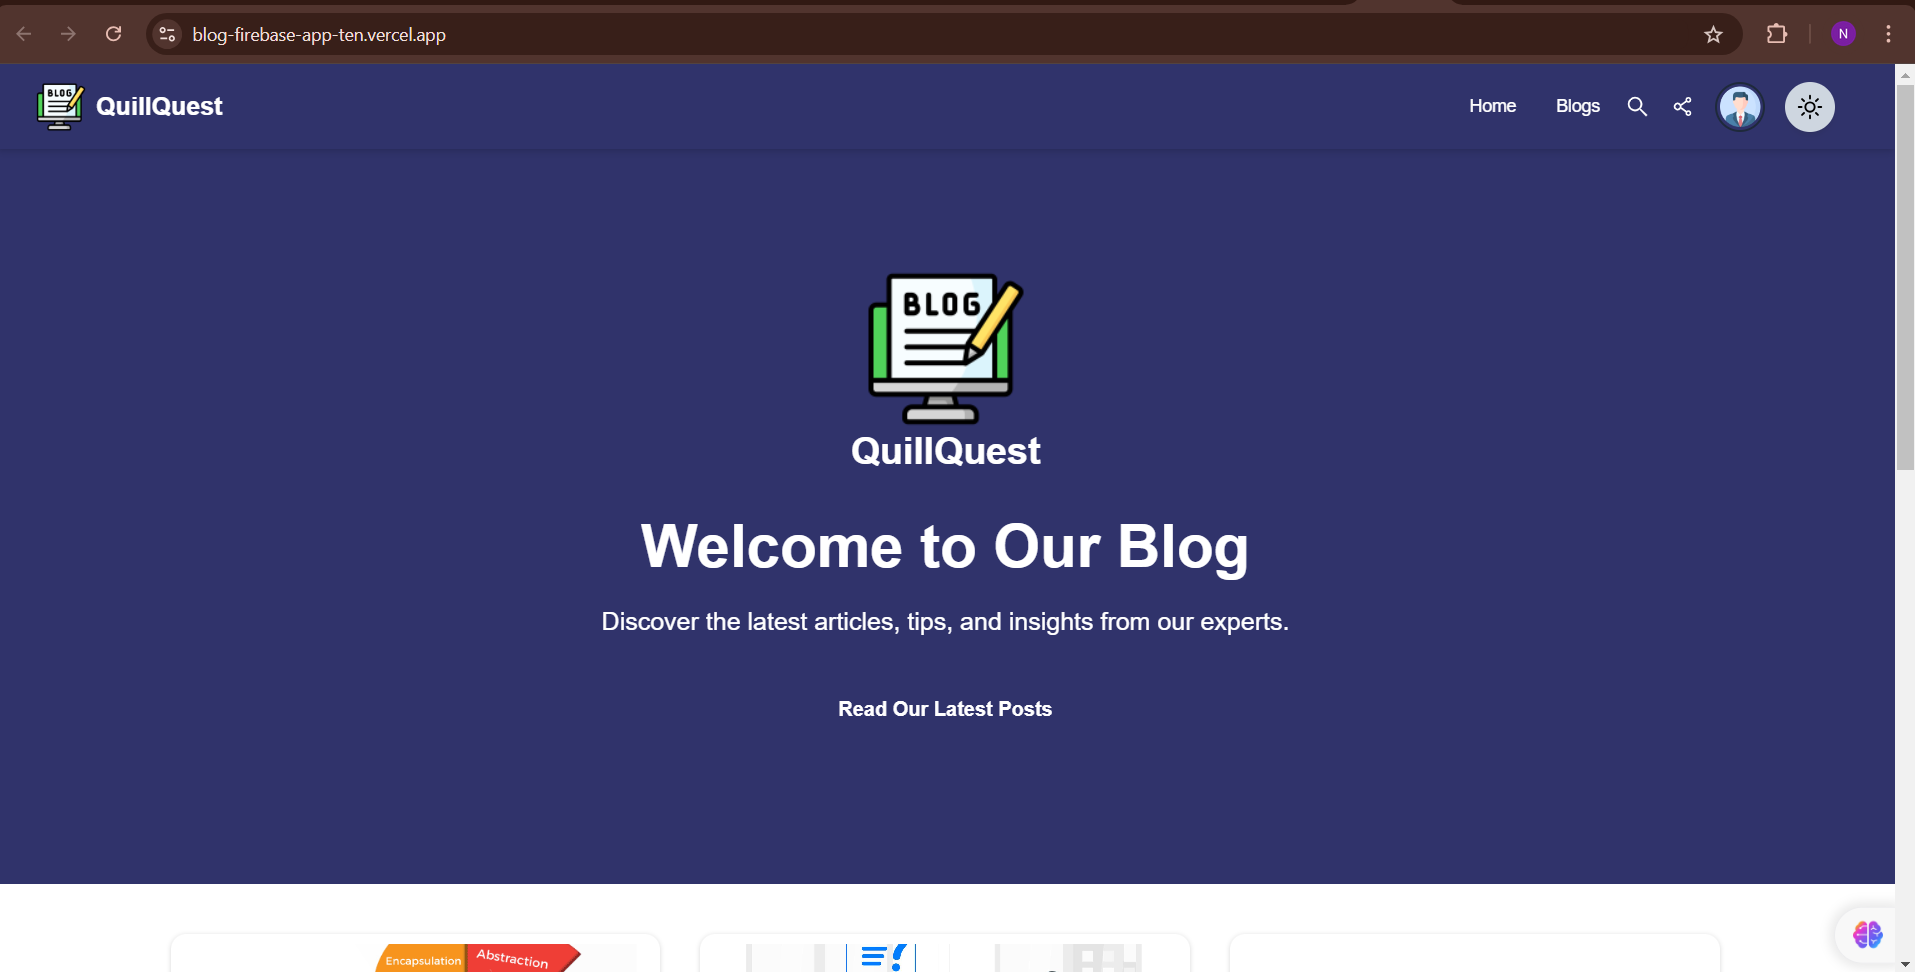 blog-firebase-app-ten.vercel.app
N
BLOG
QuillQuest
Home
Blogs
BLOG
QuillQuest
Welcome to Our Blog
Discover the latest articles, tips, and insights from our experts.
Read Our Latest Posts
Encapsulation
Abstraction